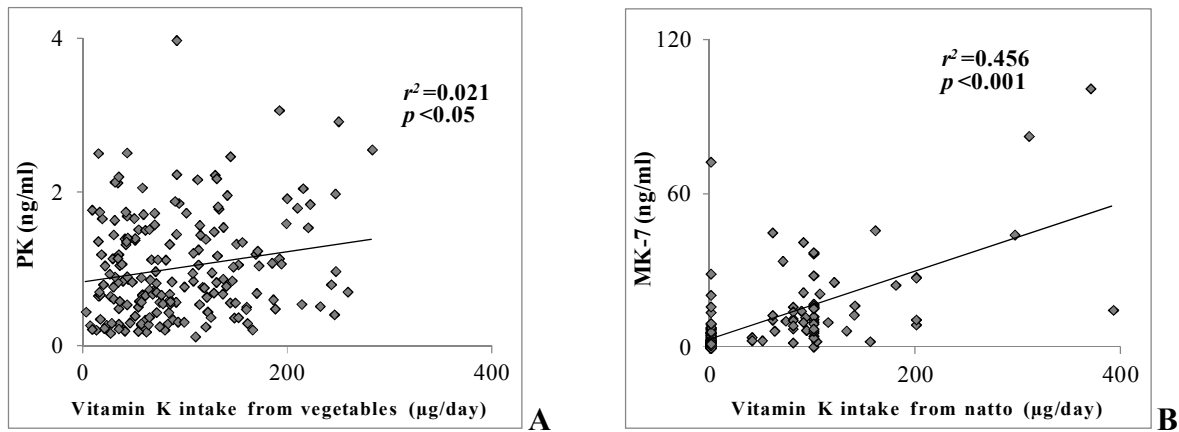 4
r²=0.021
p<0.05
PK (ng/ml)
2
0
0
200
400
Vitamin K intake from vegetables (μg/day)
A
120
r²=0.456
p<0.001
MK-7 (ng/ml)
60
0
0
200
400
Vitamin K intake from natto (μg/day)
B